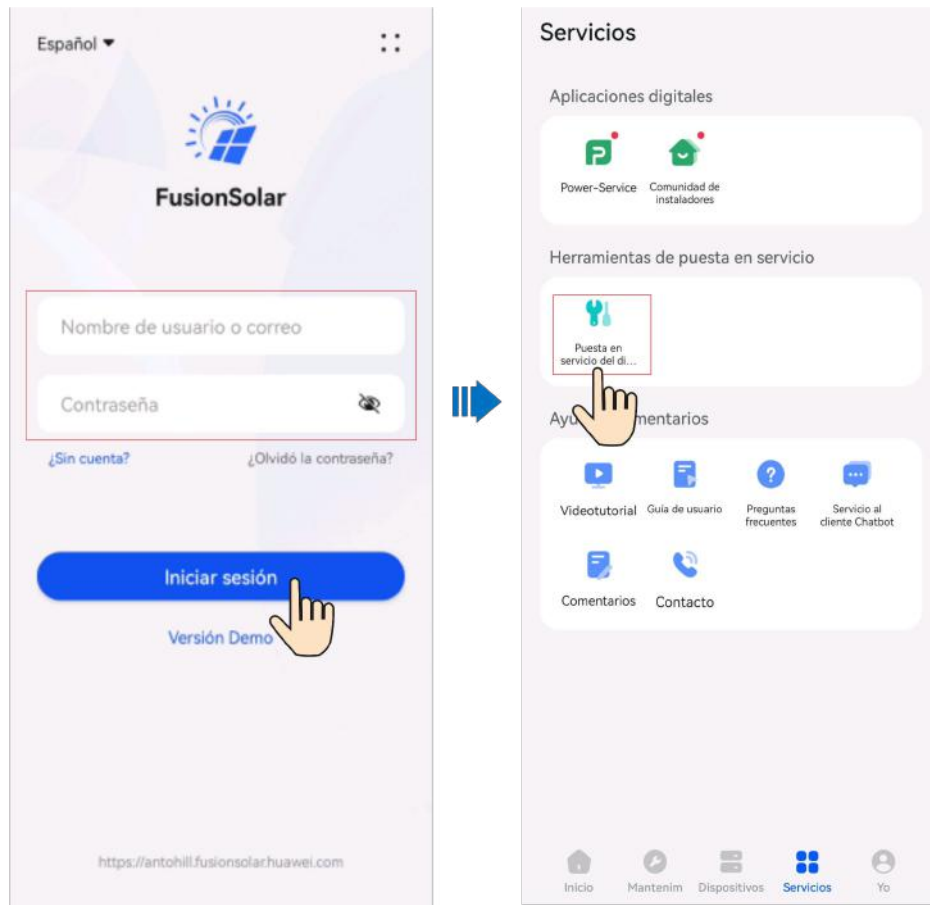 Español
FusionSolar
Nombre de usuario o correo
Contraseña
¿Sin cuenta?
¿Olvidó la contraseña?
Iniciar sesión
Versión Demo
https://antohill.fusionsolar.huawei.com
Servicios
Aplicaciones digitales
Power-Service
Comunidad de
instaladores
Herramientas de puesta en servicio
Puesta en
servicio del di...
Ayu mentarios
Videotutorial
Guía de usuario
Preguntas
frecuentes
Servicio al
cliente Chatbot
Comentarios
Contacto
Inicio
Mantenim
Dispositivos
Servicios
Yo